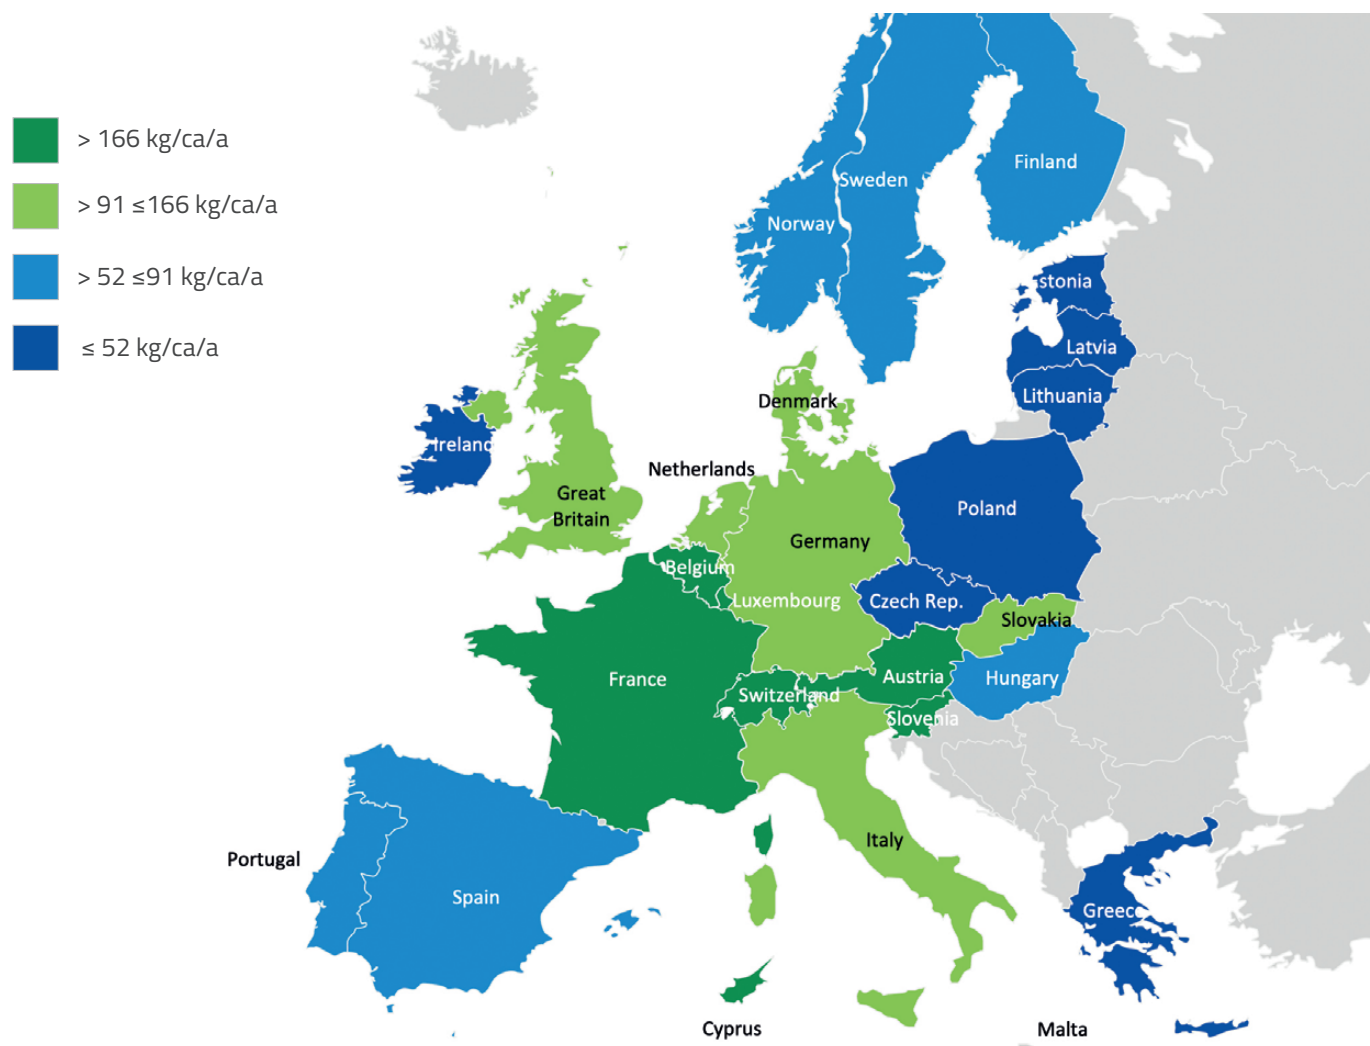 > 166 kg/ca/a
> 91 ≤166 kg/ca/a
> 52 ≤91 kg/ca/a
≤ 52 kg/ca/a
Finland
Sweden
Norway
stonia
Latvia
Lithuania
Denmark
Ireland
Netherlands
Great
Britain
Poland
Germany
Belgium
Luxembourg
Czech Rep.
Slovakia
France
Austria
Hungary
Switzerland
Slovenia
Italy
Portugal
Spain
Greece
Cyprus
Malta